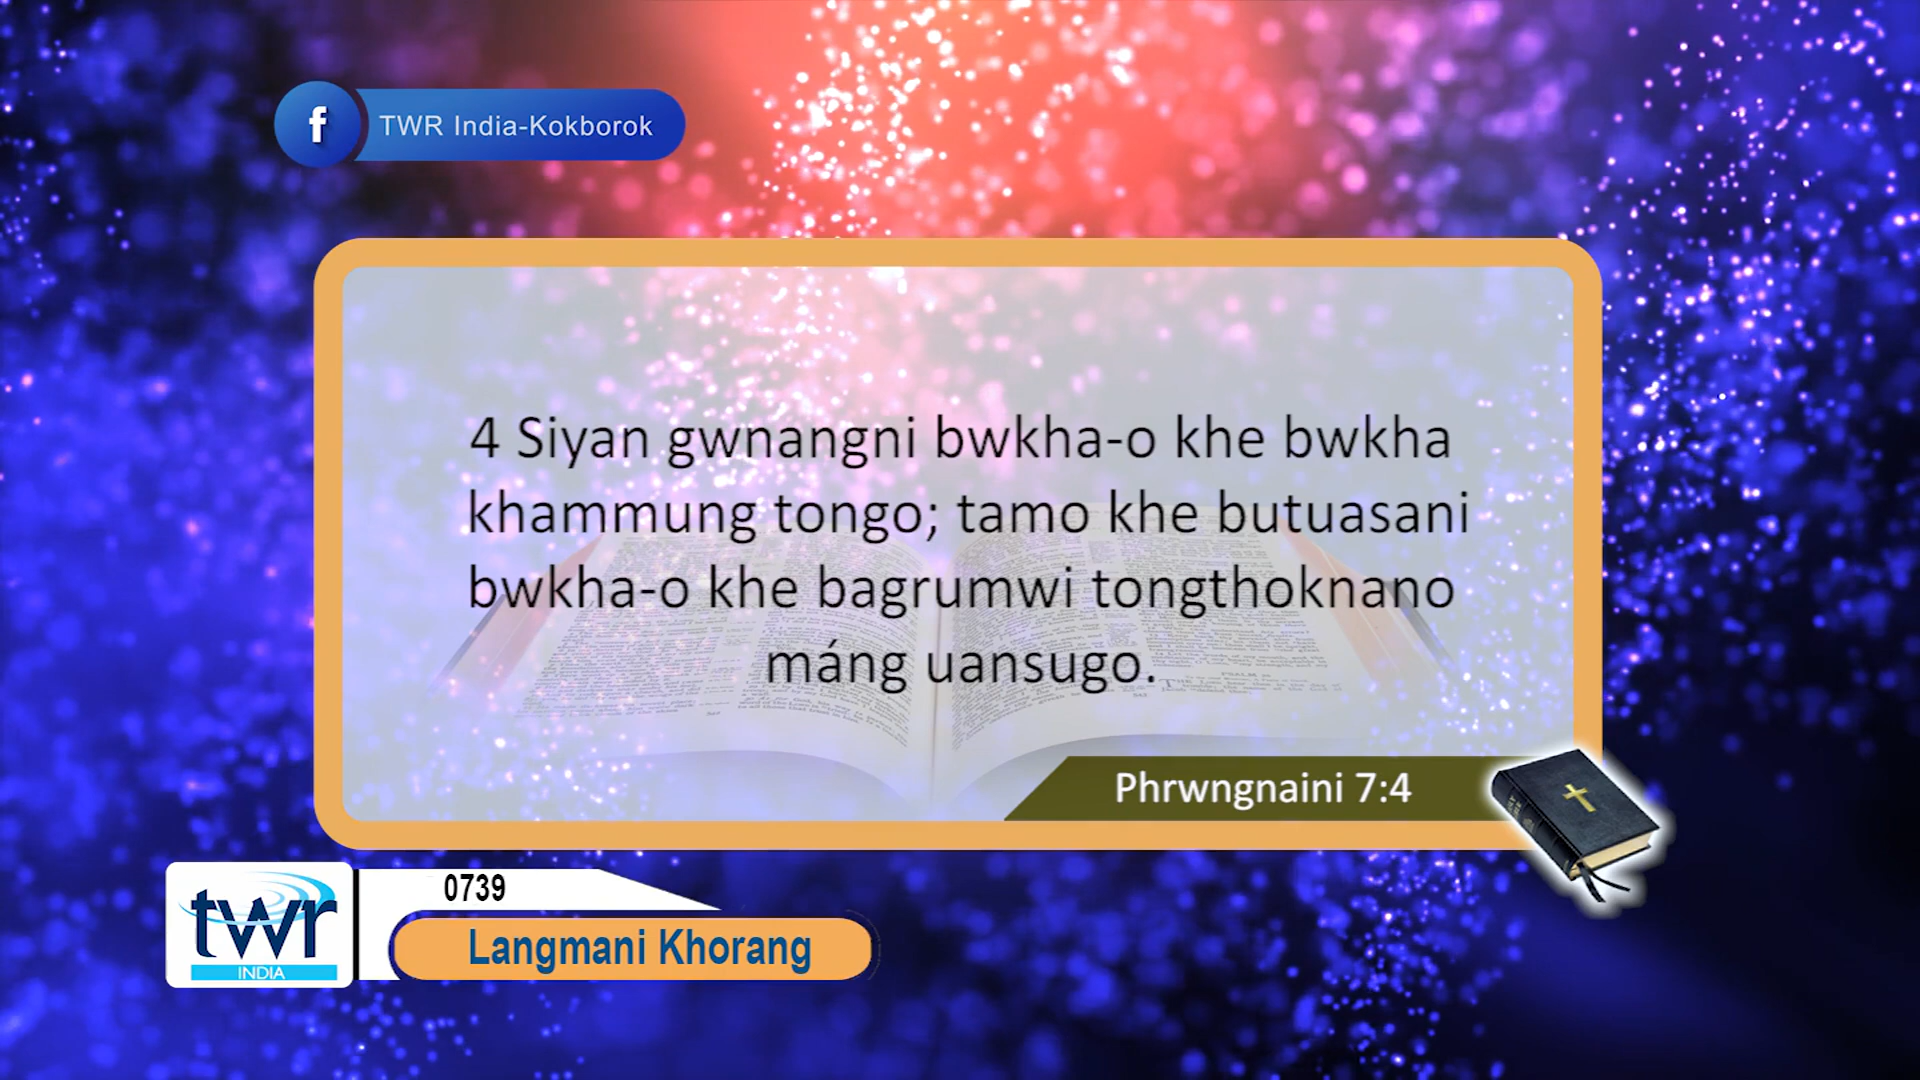 f
TWR India-Kokborok
4 Siyan gwnangni bwkha-o khe bwkha
khammung tongo; tamo khe butuasani
bwkha-o khe bagrumwi tongthoknano
máng uansugo.
Phrwngnaini 7:4
0739
twr
INDIA
Langmani Khorang